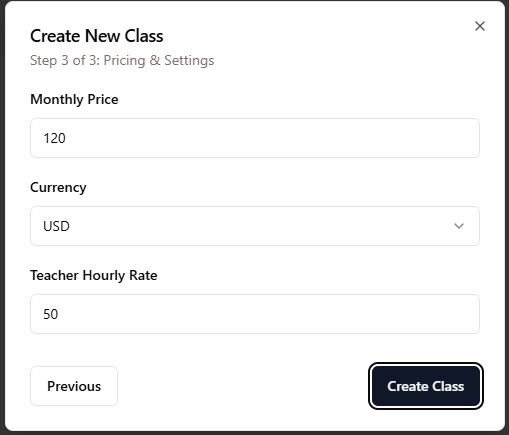 Create New Class
Step 3 of 3: Pricing & Settings
Monthly Price
120
Currency
USD
Teacher Hourly Rate
50
Previous
Create Class